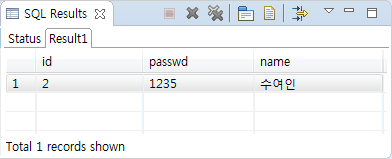 SQL Results
Status Result1
id passwd name
1 2 1235 수여인
Total 1 records shown